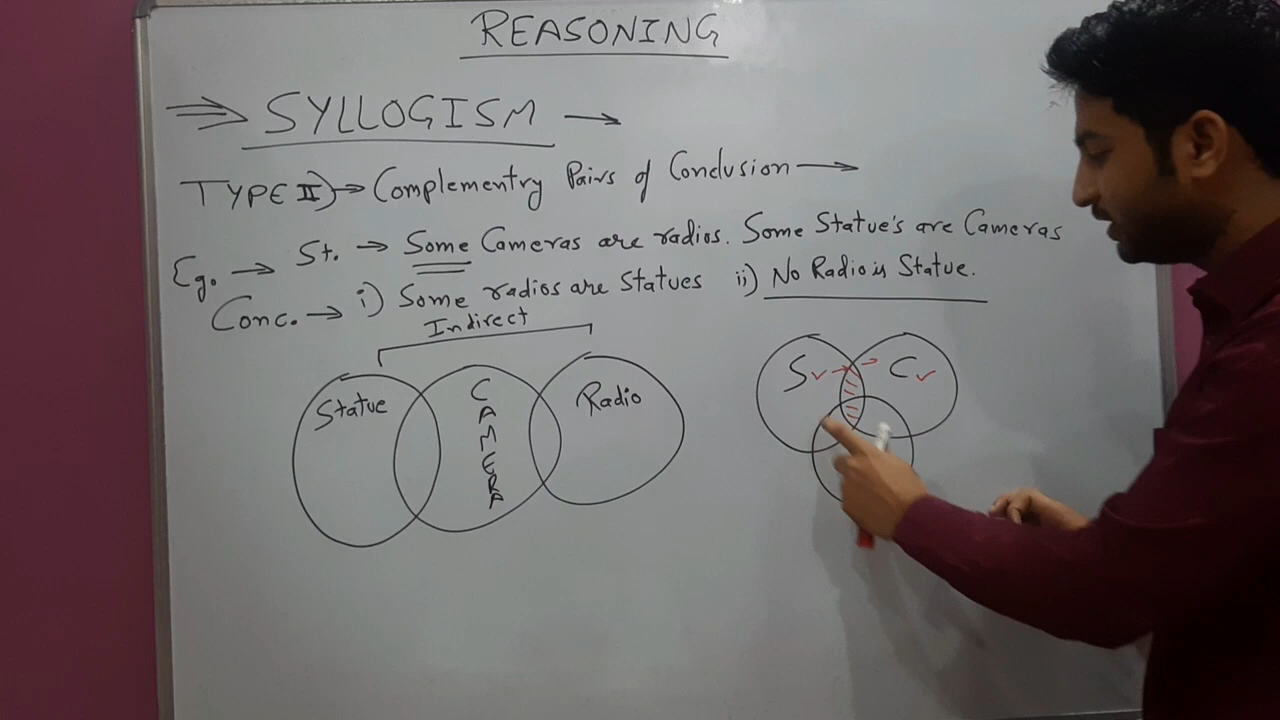 REASONING
⇒ SYLLOGISM →
TYPE II) → Complementry Pairs of Conclusion →
Eg. → St. → Some Cameras are radios. Some Statue's are Cameras
Conc. → i) Some radios are Statues ii) No Radio is Statue.
Indirect
Statue CAMERA Radio
S ✓ → → C ✓